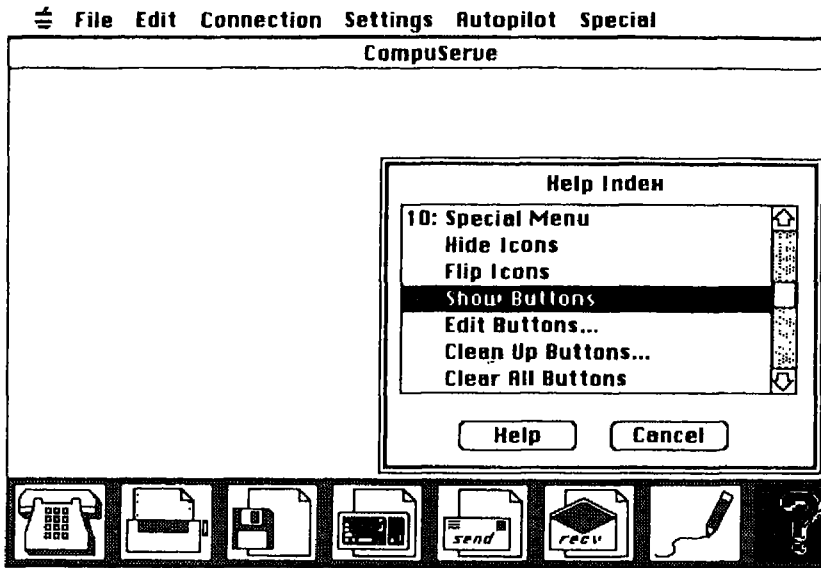 File Edit Connection Settings Autopilot Special
CompuServe
Help Index
10: Special Menu
Hide Icons
Flip Icons
Show Buttons
Edit Buttons...
Clean Up Buttons...
Clear All Buttons
Help Cancel
send recv ?